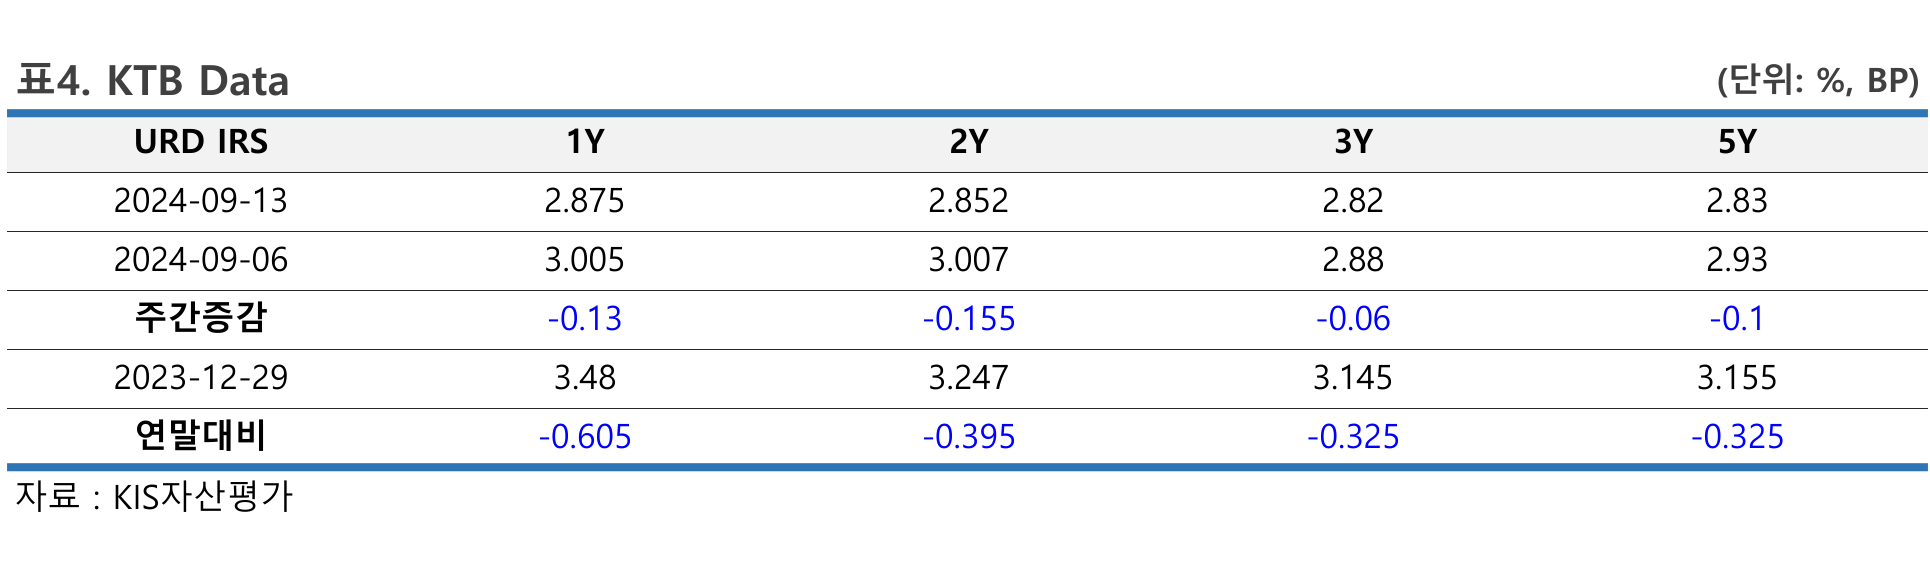 표4. KTB Data (단위: %, BP)
URD IRS 1Y 2Y 3Y 5Y
2024-09-13 2.875 2.852 2.82 2.83
2024-09-06 3.005 3.007 2.88 2.93
주간증감 -0.13 -0.155 -0.06 -0.1
2023-12-29 3.48 3.247 3.145 3.155
연말대비 -0.605 -0.395 -0.325 -0.325
자료 : KIS자산평가